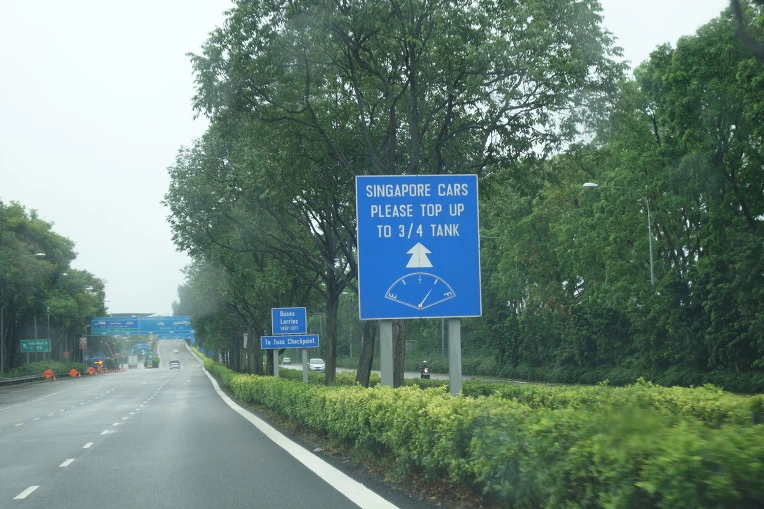 SINGAPORE CARS
PLEASE TOP UP
TO 3/4 TANK
E
F
Buses
Lorries
KEEP LEFT
To Tuas Checkpoint